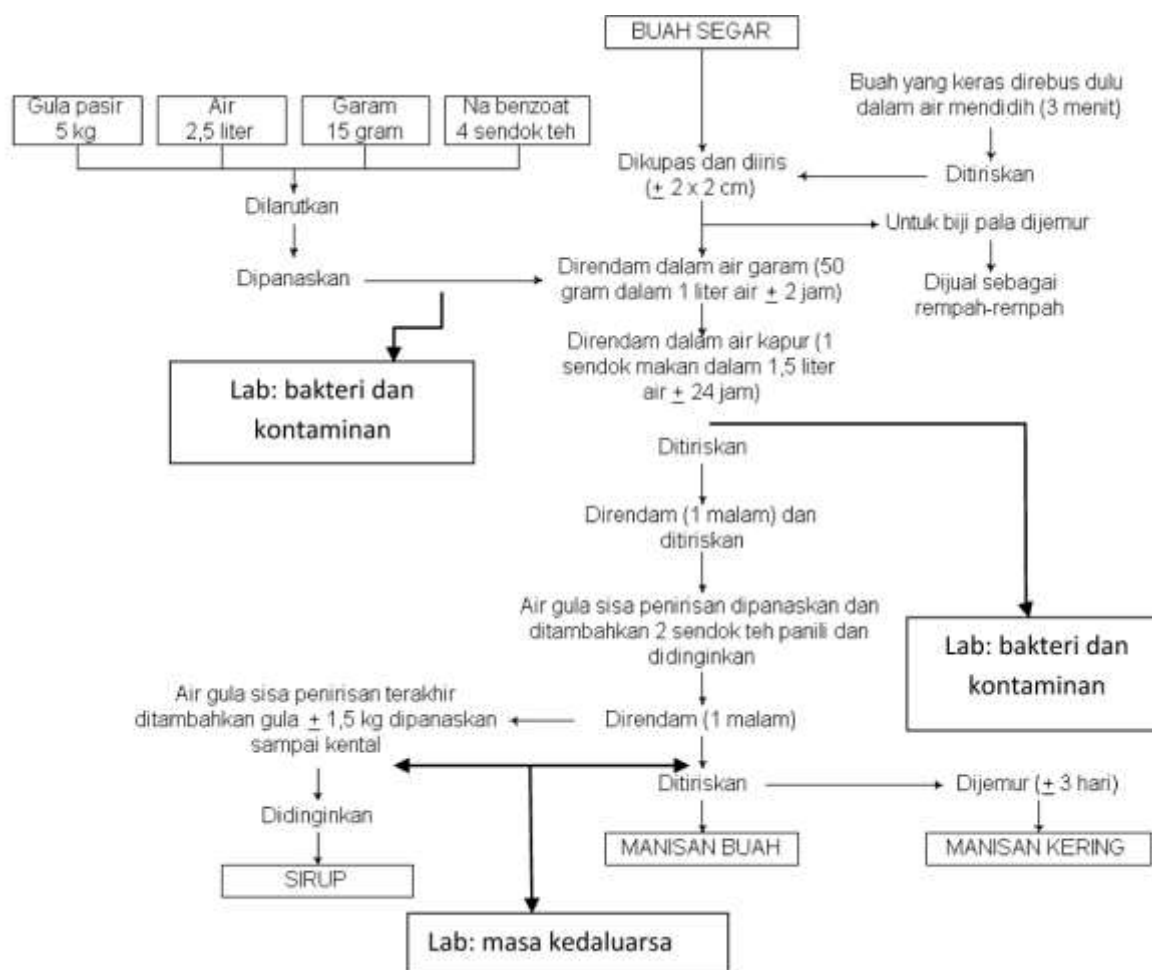 BUAH SEGAR
Buah yang keras direbus dulu
dalam air mendidih (3 menit)
Gula pasir
5 kg
Air
2,5 liter
Garam
15 gram
Na benzoat
4 sendok teh
Dikupas dan diiris
(± 2 x 2 cm)
Ditiriskan
Dilarutkan
Untuk biji pala dijemur
Dipanaskan
Direndam dalam air garam (50
gram dalam 1 liter air ± 2 jam)
Dijual sebagai
rempah-rempah
Direndam dalam air kapur (1
sendok makan dalam 1,5 liter
air ± 24 jam)
Lab: bakteri dan
kontaminan
Ditiriskan
Direndam (1 malam) dan
ditiriskan
Air gula sisa penirisan dipanaskan dan
ditambahkan 2 sendok teh panili dan
didinginkan
Lab: bakteri dan
kontaminan
Air gula sisa penirisan terakhir
ditambahkan gula ± 1,5 kg dipanaskan
sampai kental
Direndam (1 malam)
Ditiriskan
Dijemur (± 3 hari)
Didinginkan
MANISAN BUAH
MANISAN KERING
SIRUP
Lab: masa kedaluarsa